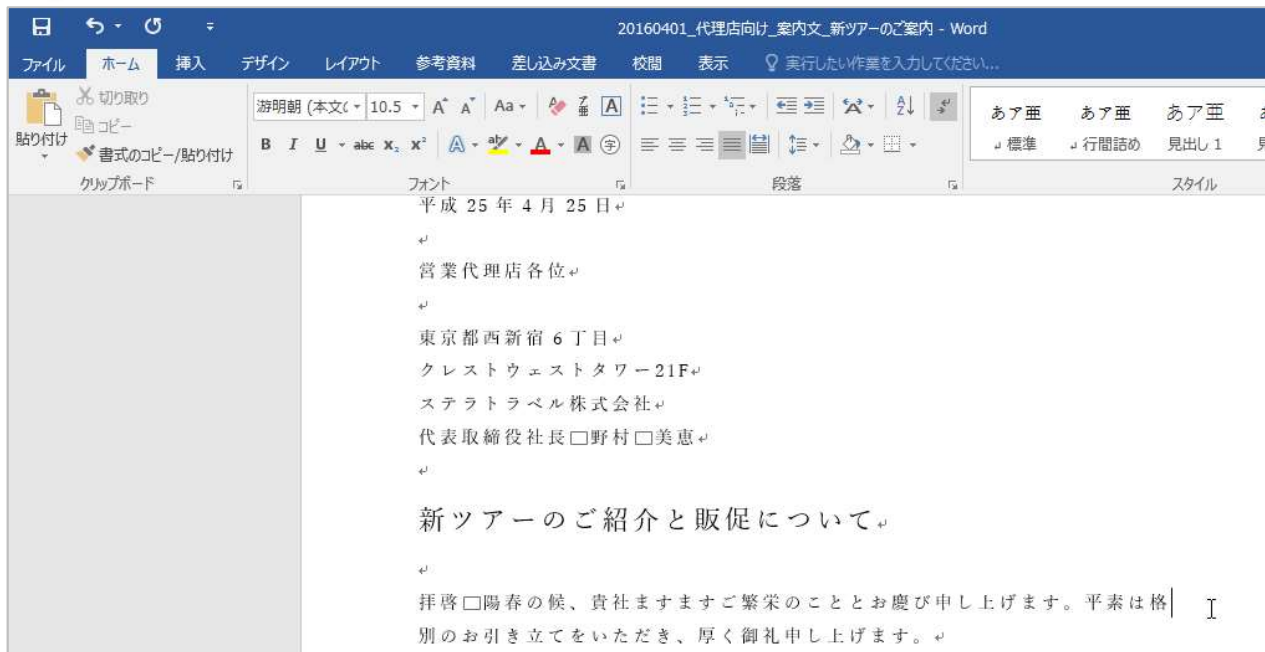 20160401_代理店向け_案内文_新ツアーのご案内 - Word
ファイル ホーム 挿入 デザイン レイアウト 参考資料 差し込み文書 校閲 表示 実行したい作業を入力してください...
切り取り
コピー
書式のコピー/貼り付け
貼り付け
クリップボード
游明朝 (本文( 10.5 A A Aa ア亜 A
B I U abc x₂ x² A ab A A 字
フォント
段落
あア亜 標準
あア亜 行間詰め
あア亜 見出し 1
スタイル
平成 25 年 4 月 25 日
営業代理店各位
東京都西新宿 6 丁目
クレストウェストタワー21F
ステラトラベル株式会社
代表取締役社長□野村□美恵
新ツアーのご紹介と販促について
拝啓□陽春の候、貴社ますますご繁栄のこととお慶び申し上げます。平素は格
別のお引き立てをいただき、厚く御礼申し上げます。